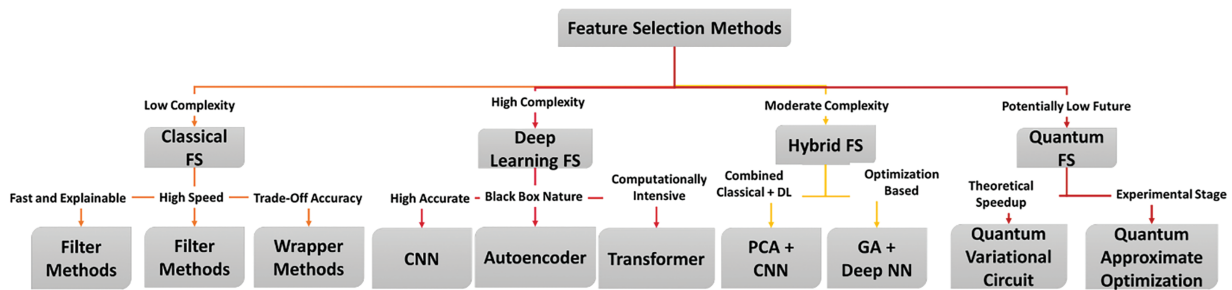 Feature Selection Methods
Low Complexity
High Complexity
Moderate Complexity
Potentially Low Future
Classical
FS
Deep
Learning FS
Hybrid FS
Quantum
FS
Fast and Explainable
High Speed
Trade-Off Accuracy
High Accurate
Black Box Nature
Computationally
Intensive
Combined
Classical + DL
Optimization
Based
Theoretical
Speedup
Experimental Stage
Filter
Methods
Filter
Methods
Wrapper
Methods
CNN
Autoencoder
Transformer
PCA +
CNN
GA +
Deep NN
Quantum
Variational
Circuit
Quantum
Approximate
Optimization